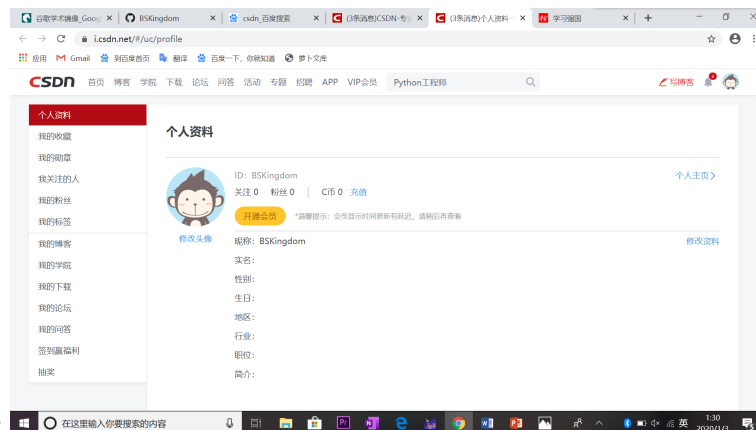 谷歌学术镜像_Goog
BSKingdom
csdn_百度搜索
(3条消息)CSDN-专
(3条消息)个人资料-
学习强国
i.csdn.net/#/uc/profile
应用 Gmail 到百度首页 翻译 百度一下，你就知道 萝卜文库
CSDN 首页 博客 学院 下载 论坛 问答 活动 专题 招聘 APP VIP会员 Python工程师 写博客
个人资料
我的收藏
我的勋章
我关注的人
我的粉丝
我的标签
我的博客
我的学院
我的下载
我的论坛
我的问答
签到赢福利
抽奖
个人资料
ID: BSKingdom 个人主页
关注 0 粉丝 0 C币 0 充值
开通会员 *温馨提示：会员显示时间更新有延迟，请稍后再查看
修改头像
昵称: BSKingdom 修改资料
实名:
性别:
生日:
地区:
行业:
职位:
简介:
在这里输入你要搜索的内容
英
1:30
2020/1/3